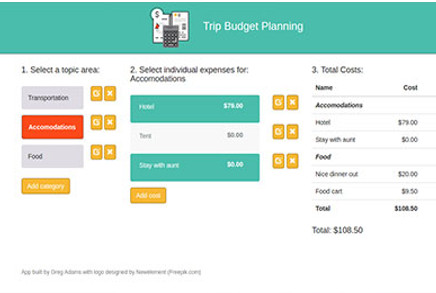 Trip Budget Planning
1. Select a topic area:
Transportation
Accomodations
Food
Add category
2. Select individual expenses for:
Accomodations
Hotel $79.00
Tent $0.00
Stay with aunt $0.00
Add cost
3. Total Costs:
Name Cost
Accomodations
Hotel $79.00
Stay with aunt $0.00
Food
Nice dinner out $20.00
Food cart $9.50
Total $108.50
Total: $108.50
App built by Greg Adams with logo designed by Newelement (Freepik.com)